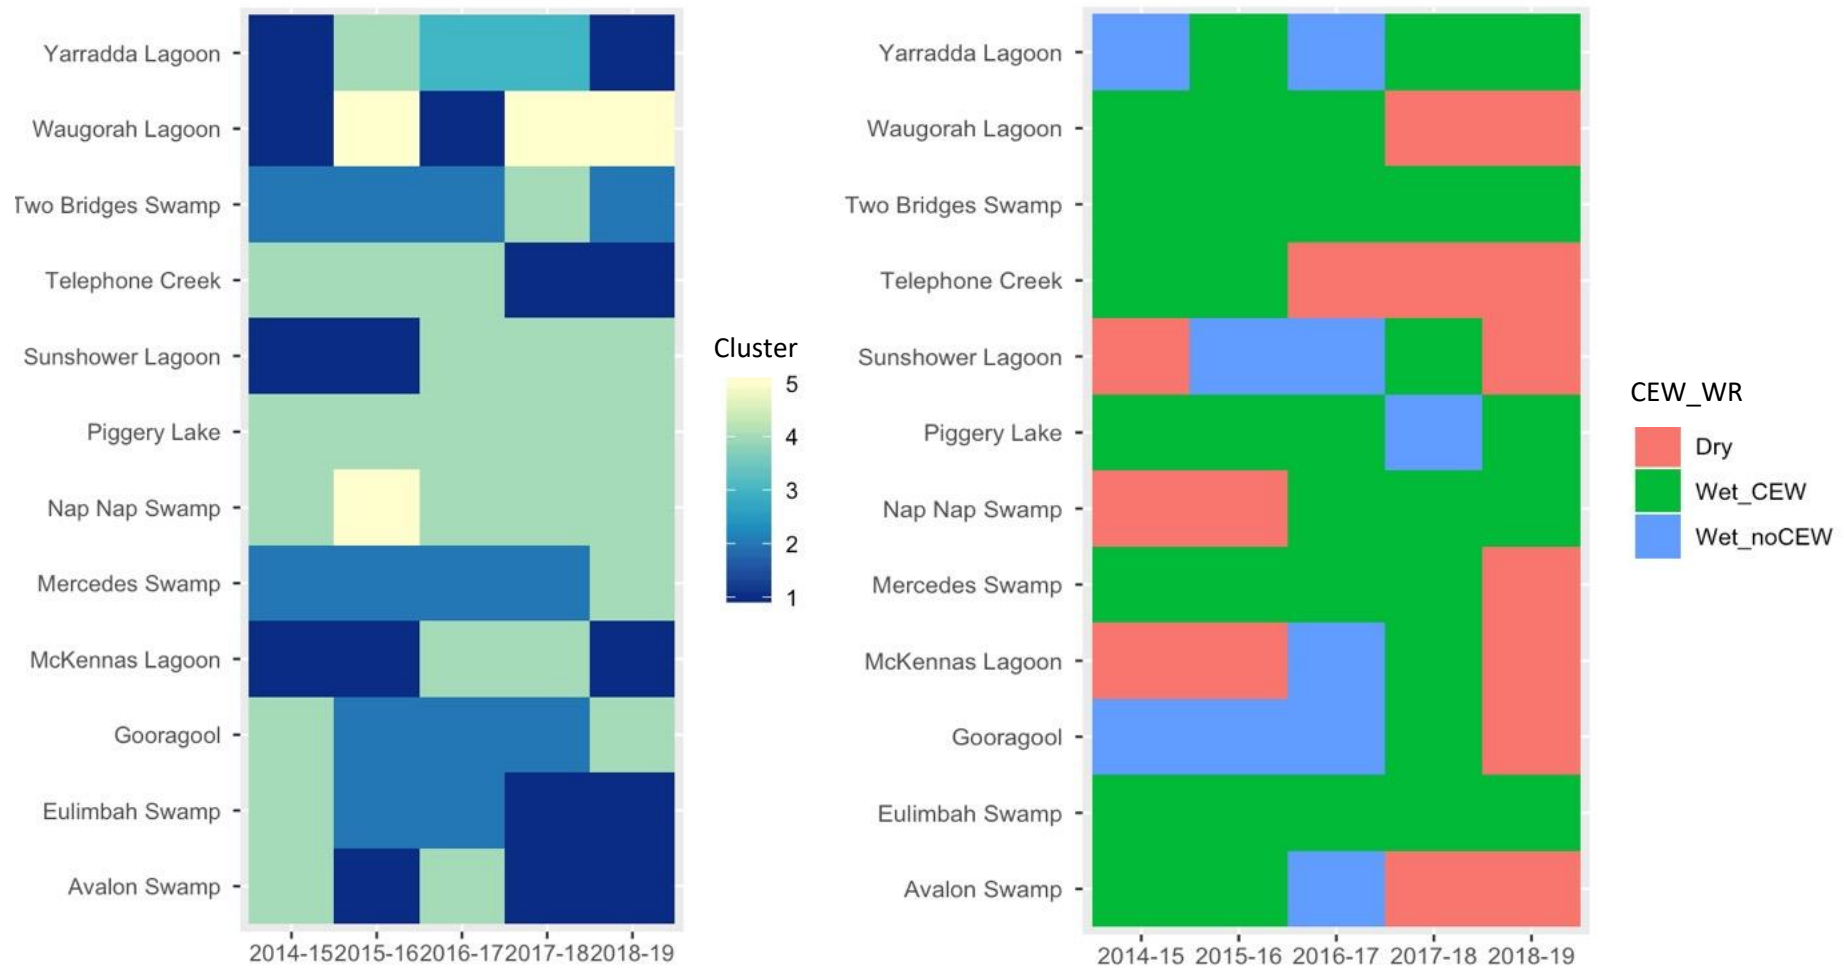 Yarradda Lagoon
Waugorah Lagoon
Two Bridges Swamp
Telephone Creek
Sunshower Lagoon
Piggery Lake
Nap Nap Swamp
Mercedes Swamp
McKennas Lagoon
Gooragool
Eulimbah Swamp
Avalon Swamp
2014-15 2015-16 2016-17 2017-18 2018-19
Cluster
5
4
3
2
1
Yarradda Lagoon
Waugorah Lagoon
Two Bridges Swamp
Telephone Creek
Sunshower Lagoon
Piggery Lake
Nap Nap Swamp
Mercedes Swamp
McKennas Lagoon
Gooragool
Eulimbah Swamp
Avalon Swamp
2014-15 2015-16 2016-17 2017-18 2018-19
CEW_WR
Dry
Wet_CEW
Wet_noCEW